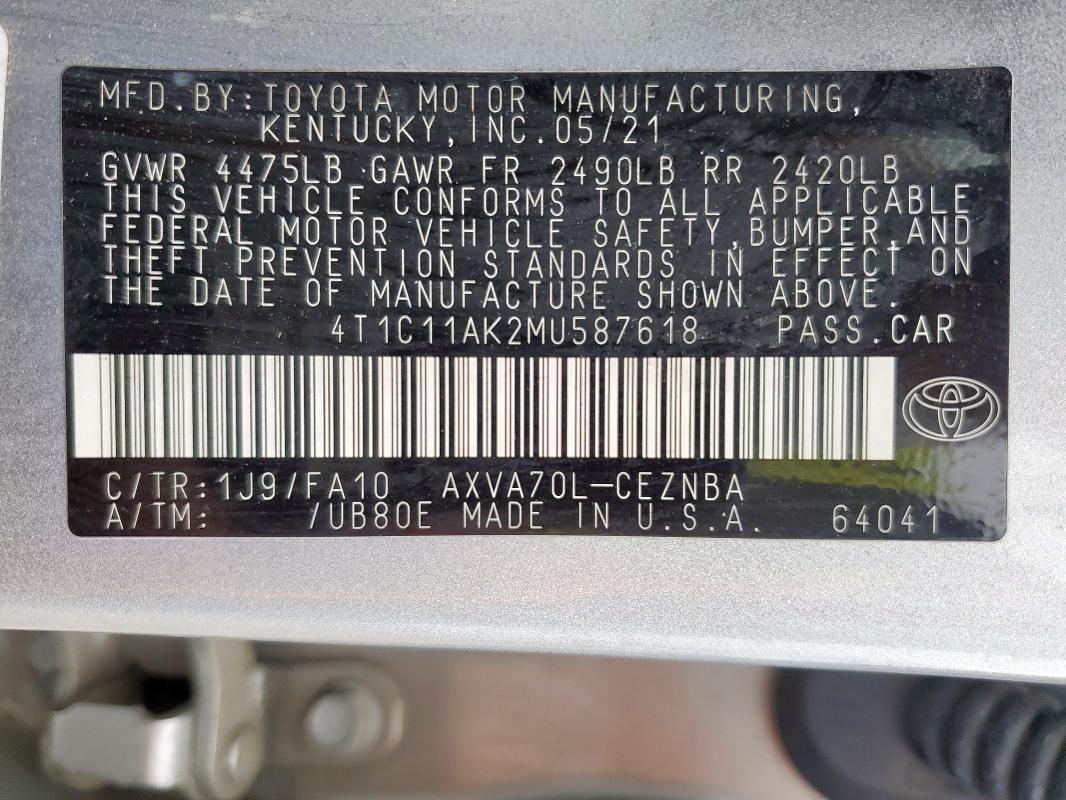 MFD.BY:TOYOTA MOTOR MANUFACTURING,
KENTUCKY,INC.05/21
GVWR 4475LB GAWR FR 2490LB RR 2420LB
THIS VEHICLE CONFORMS TO ALL APPLICABLE
FEDERAL MOTOR VEHICLE SAFETY,BUMPER,AND
THEFT PREVENTION STANDARDS IN EFFECT ON
THE DATE OF MANUFACTURE SHOWN ABOVE.
4T1C11AK2MU587618 PASS.CAR
C/TR:1J9/FA10 AXVA70L-CEZNBA
A/TM: /UB80E MADE IN U.S.A. 64041